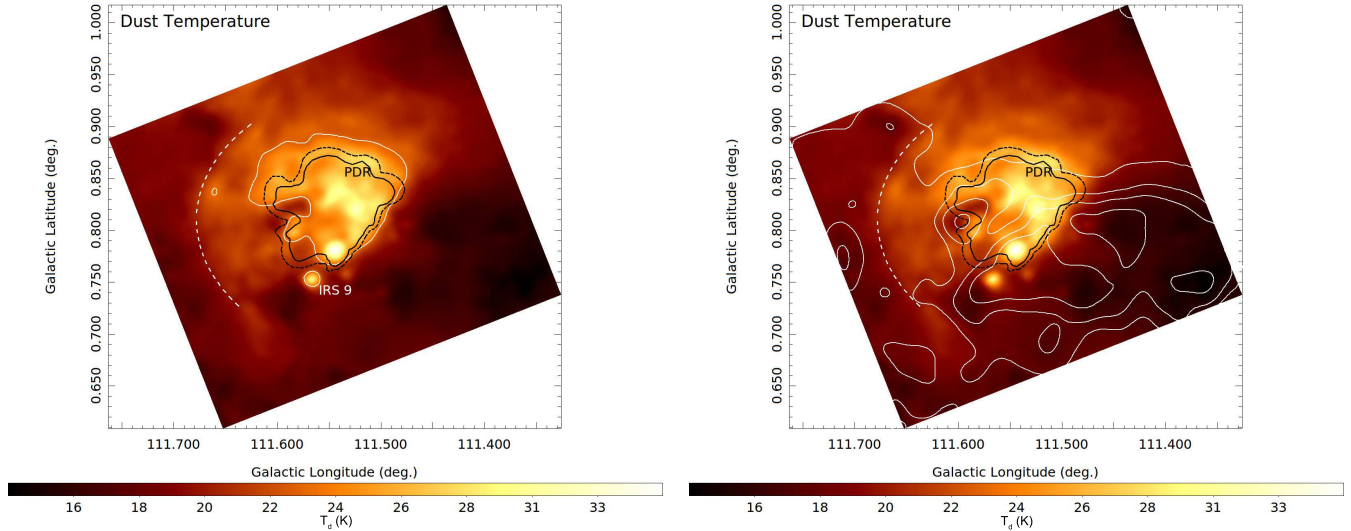 Dust Temperature
PDR
IRS 9
Galactic Latitude (deg.)
1.000
0.950
0.900
0.850
0.800
0.750
0.700
0.650
111.700 111.600 111.500 111.400
Galactic Longitude (deg.)
16 18 20 22 24 26 28 29 31 33
T_d (K)
Dust Temperature
PDR
Galactic Latitude (deg.)
1.000
0.950
0.900
0.850
0.800
0.750
0.700
0.650
111.700 111.600 111.500 111.400
Galactic Longitude (deg.)
16 18 20 22 24 26 28 29 31 33
T_d (K)